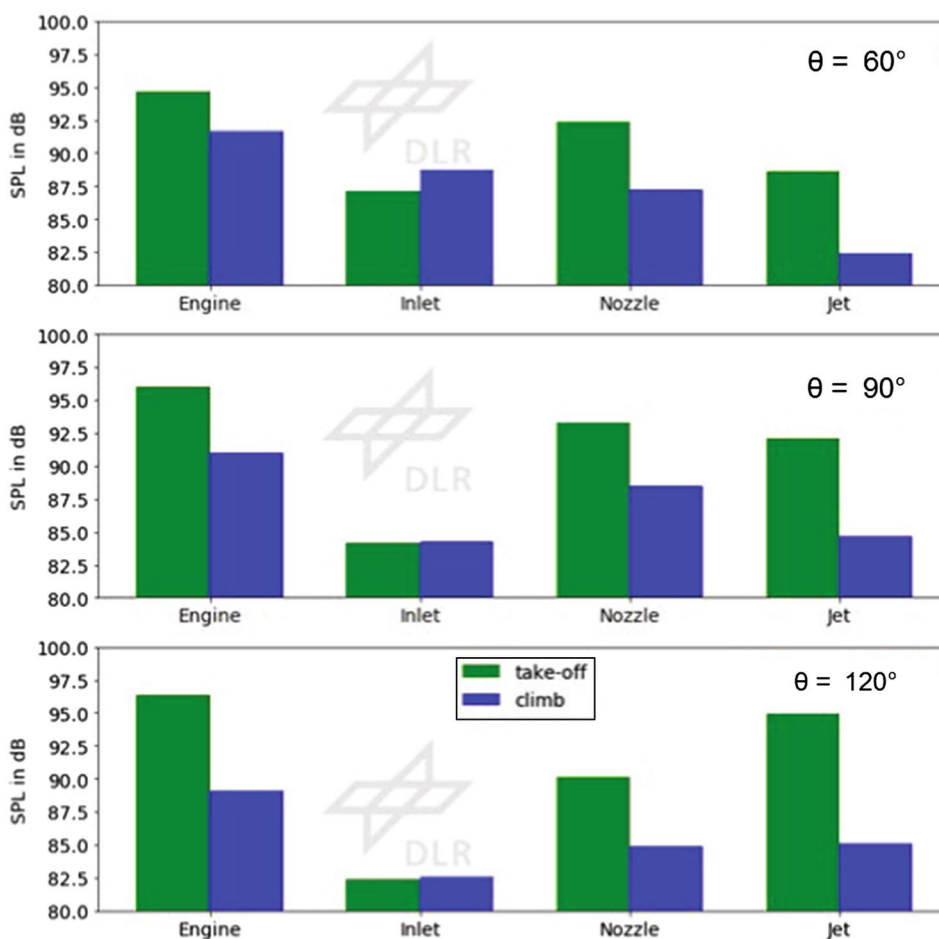 100.0
97.5
95.0
92.5
90.0
87.5
85.0
82.5
80.0
SPL in dB
θ = 60°
DLR
Engine Inlet Nozzle Jet
100.0
97.5
95.0
92.5
90.0
87.5
85.0
82.5
80.0
SPL in dB
θ = 90°
DLR
Engine Inlet Nozzle Jet
100.0
97.5
95.0
92.5
90.0
87.5
85.0
82.5
80.0
SPL in dB
take-off
climb
θ = 120°
DLR
Engine Inlet Nozzle Jet